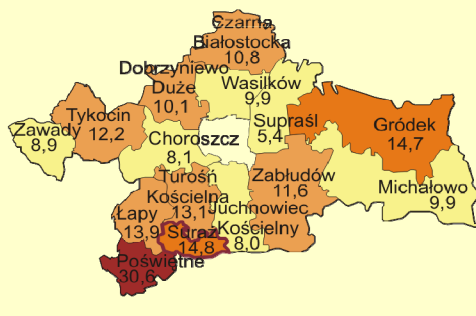 Czarna
Białostocka
10,8
Dobrzyniewo
Duże
10,1
Wasilków
9,9
Tykocin
12,2
Zawady
8,9
Choroszcz
8,1
Supraśl
5,4
Gródek
14,7
Turośń
Kościelna
13,1
Zabłudów
11,6
Michałowo
9,9
Juchnowiec
Kościelny
8,0
Łapy
13,9
Suraż
14,8
Poświętne
30,6